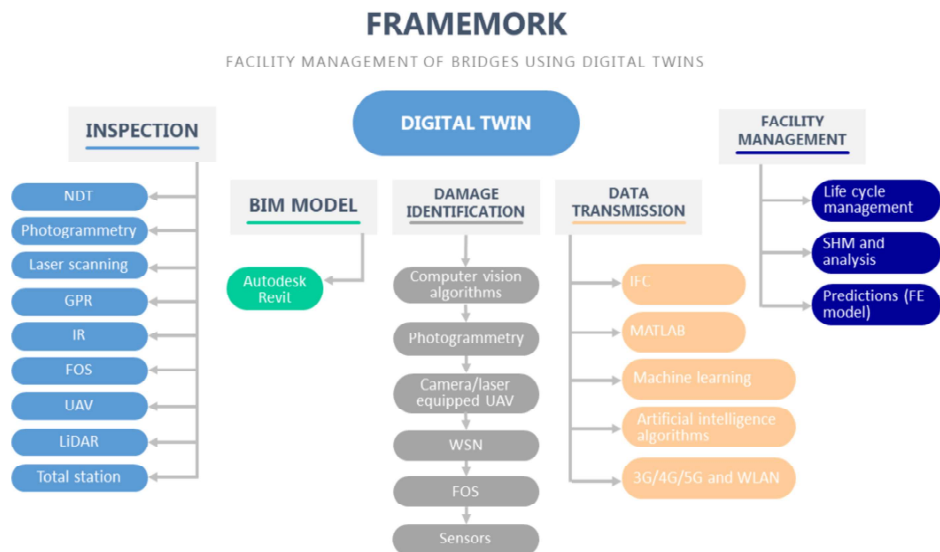 FRAMEMORK
FACILITY MANAGEMENT OF BRIDGES USING DIGITAL TWINS
DIGITAL TWIN
INSPECTION
NDT
Photogrammetry
Laser scanning
GPR
IR
FOS
UAV
LiDAR
Total station
BIM MODEL
Autodesk
Revit
DAMAGE
IDENTIFICATION
Computer vision
algorithms
Photogrammetry
Camera/laser
equipped UAV
WSN
FOS
Sensors
DATA
TRANSMISSION
IFC
MATLAB
Machine learning
Artificial intelligence
algorithms
3G/4G/5G and WLAN
FACILITY
MANAGEMENT
Life cycle
management
SHM and
analysis
Predictions (FE
model)